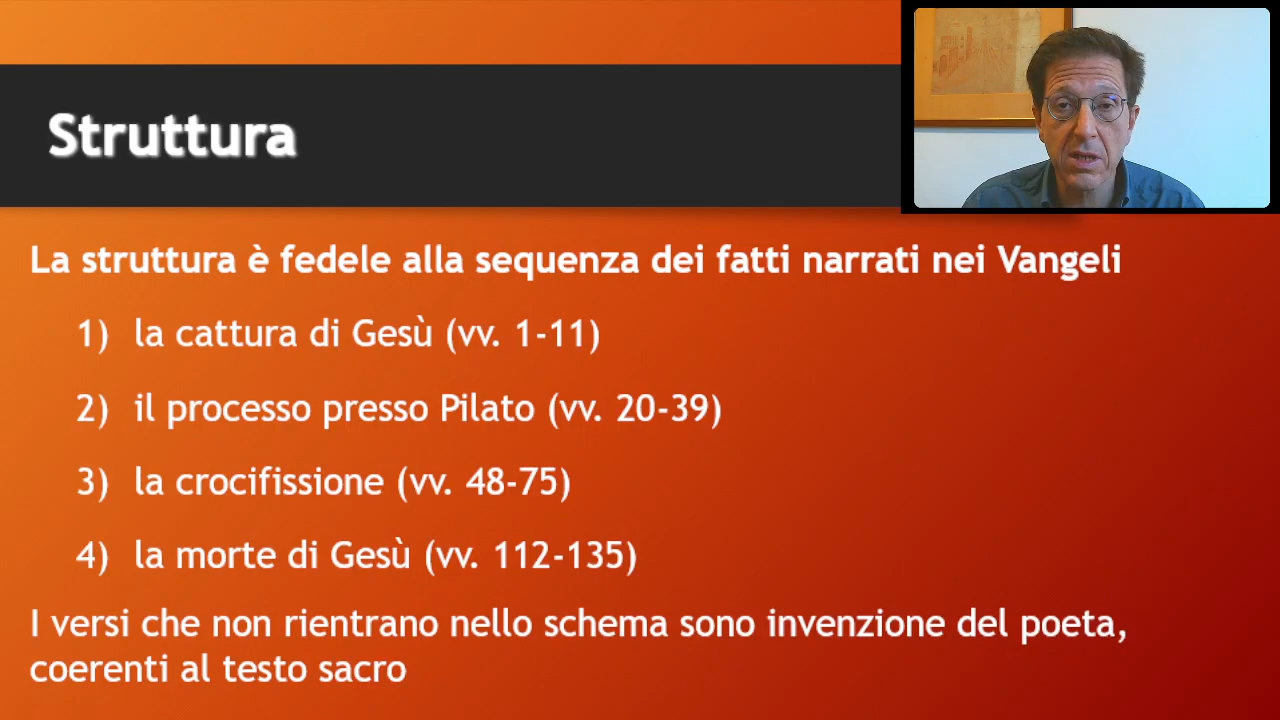 Struttura
La struttura è fedele alla sequenza dei fatti narrati nei Vangeli
1) la cattura di Gesù (vv. 1-11)
2) il processo presso Pilato (vv. 20-39)
3) la crocifissione (vv. 48-75)
4) la morte di Gesù (vv. 112-135)
I versi che non rientrano nello schema sono invenzione del poeta,
coerenti al testo sacro